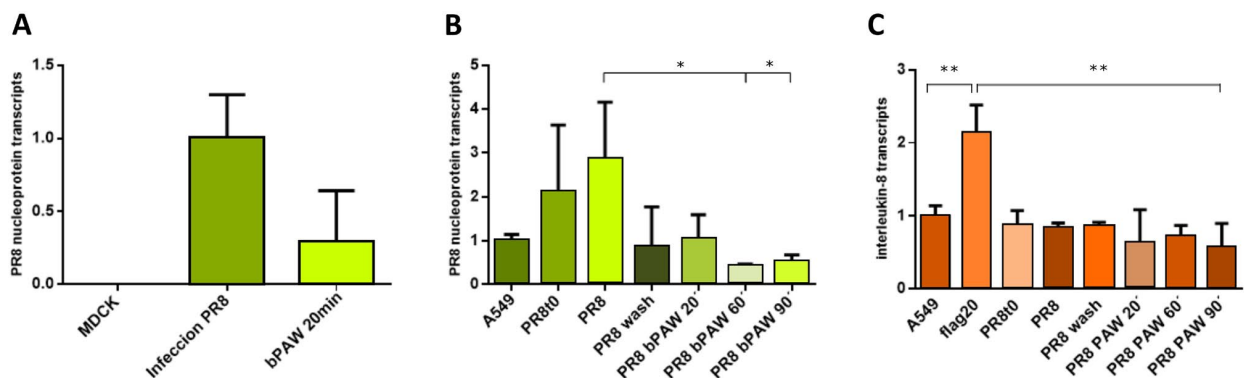 A
PR8 nucleoprotein transcripts
1.5
1.0
0.5
0.0
MDCK
Infeccion PR8
bPAW 20min
B
PR8 nucleoprotein transcripts
5
4
3
2
1
0
*
*
A549
PR8t0
PR8
PR8 wash
PR8 bPAW 20´
PR8 bPAW 60´
PR8 bPAW 90´
C
interleukin-8 transcripts
3
2
1
0
**
**
A549
flag20
PR8t0
PR8
PR8 wash
PR8 PAW 20´
PR8 PAW 60´
PR8 PAW 90´